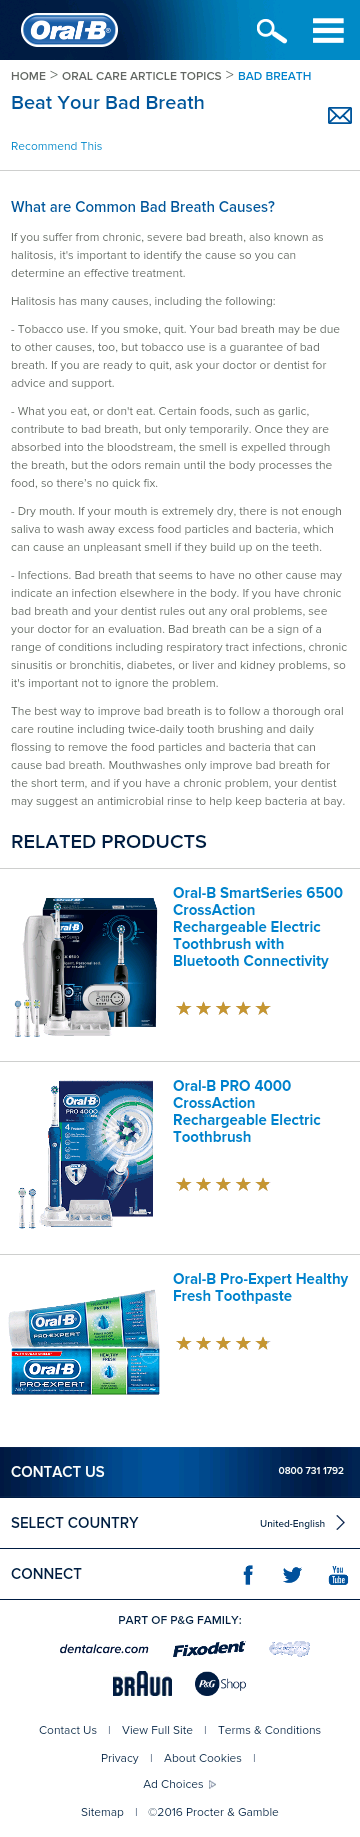 Oral-B
HOME > ORAL CARE ARTICLE TOPICS > BAD BREATH
Beat Your Bad Breath
Recommend This
What are Common Bad Breath Causes?
If you suffer from chronic, severe bad breath, also known as
halitosis, it's important to identify the cause so you can
determine an effective treatment.
Halitosis has many causes, including the following:
- Tobacco use. If you smoke, quit. Your bad breath may be due
to other causes, too, but tobacco use is a guarantee of bad
breath. If you are ready to quit, ask your doctor or dentist for
advice and support.
- What you eat, or don't eat. Certain foods, such as garlic,
contribute to bad breath, but only temporarily. Once they are
absorbed into the bloodstream, the smell is expelled through
the breath, but the odors remain until the body processes the
food, so there's no quick fix.
- Dry mouth. If your mouth is extremely dry, there is not enough
saliva to wash away excess food particles and bacteria, which
can cause an unpleasant smell if they build up on the teeth.
- Infections. Bad breath that seems to have no other cause may
indicate an infection elsewhere in the body. If you have chronic
bad breath and your dentist rules out any oral problems, see
your doctor for an evaluation. Bad breath can be a sign of a
range of conditions including respiratory tract infections, chronic
sinusitis or bronchitis, diabetes, or liver and kidney problems, so
it's important not to ignore the problem.
The best way to improve bad breath is to follow a thorough oral
care routine including twice-daily tooth brushing and daily
flossing to remove the food particles and bacteria that can
cause bad breath. Mouthwashes only improve bad breath for
the short term, and if you have a chronic problem, your dentist
may suggest an antimicrobial rinse to help keep bacteria at bay.
RELATED PRODUCTS
Oral-B SmartSeries 6500
CrossAction
Rechargeable Electric
Toothbrush with
Bluetooth Connectivity
Oral-B
Oral-B PRO 4000
CrossAction
Rechargeable Electric
Toothbrush
Oral-B
PRO 4000
Oral-B Pro-Expert Healthy
Fresh Toothpaste
Oral-B
PRO-EXPERT
Oral-B
PRO-EXPERT
HEALTHY
FRESH
CONTACT US
0800 731 1792
SELECT COUNTRY
United-English
CONNECT
You
Tube
PART OF P&G FAMILY:
dentalcare.com
Fixodent
BRAUN
P&G Shop
Contact Us | View Full Site | Terms & Conditions
Privacy | About Cookies |
Ad Choices
Sitemap | ©2016 Procter & Gamble